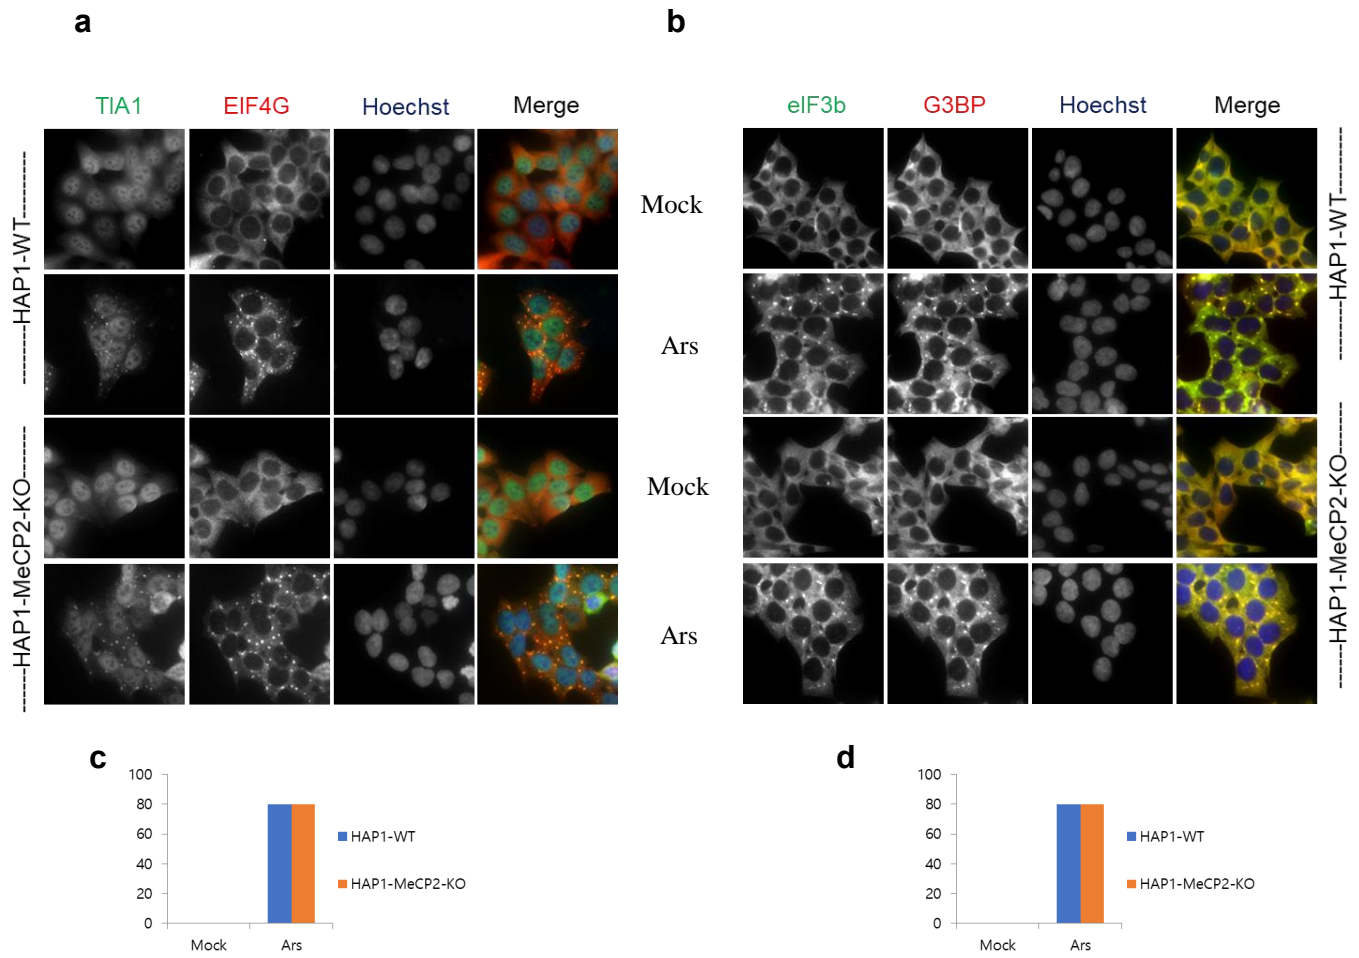 a
b
TIA1 EIF4G Hoechst Merge
eIF3b G3BP Hoechst Merge
HAP1-WT
Mock
HAP1-WT
Ars
HAP1-MeCP2-KO
Mock
HAP1-MeCP2-KO
Ars
c
100
80
60
40
20
0
Mock Ars
HAP1-WT
HAP1-MeCP2-KO
d
100
80
60
40
20
0
Mock Ars
HAP1-WT
HAP1-MeCP2-KO